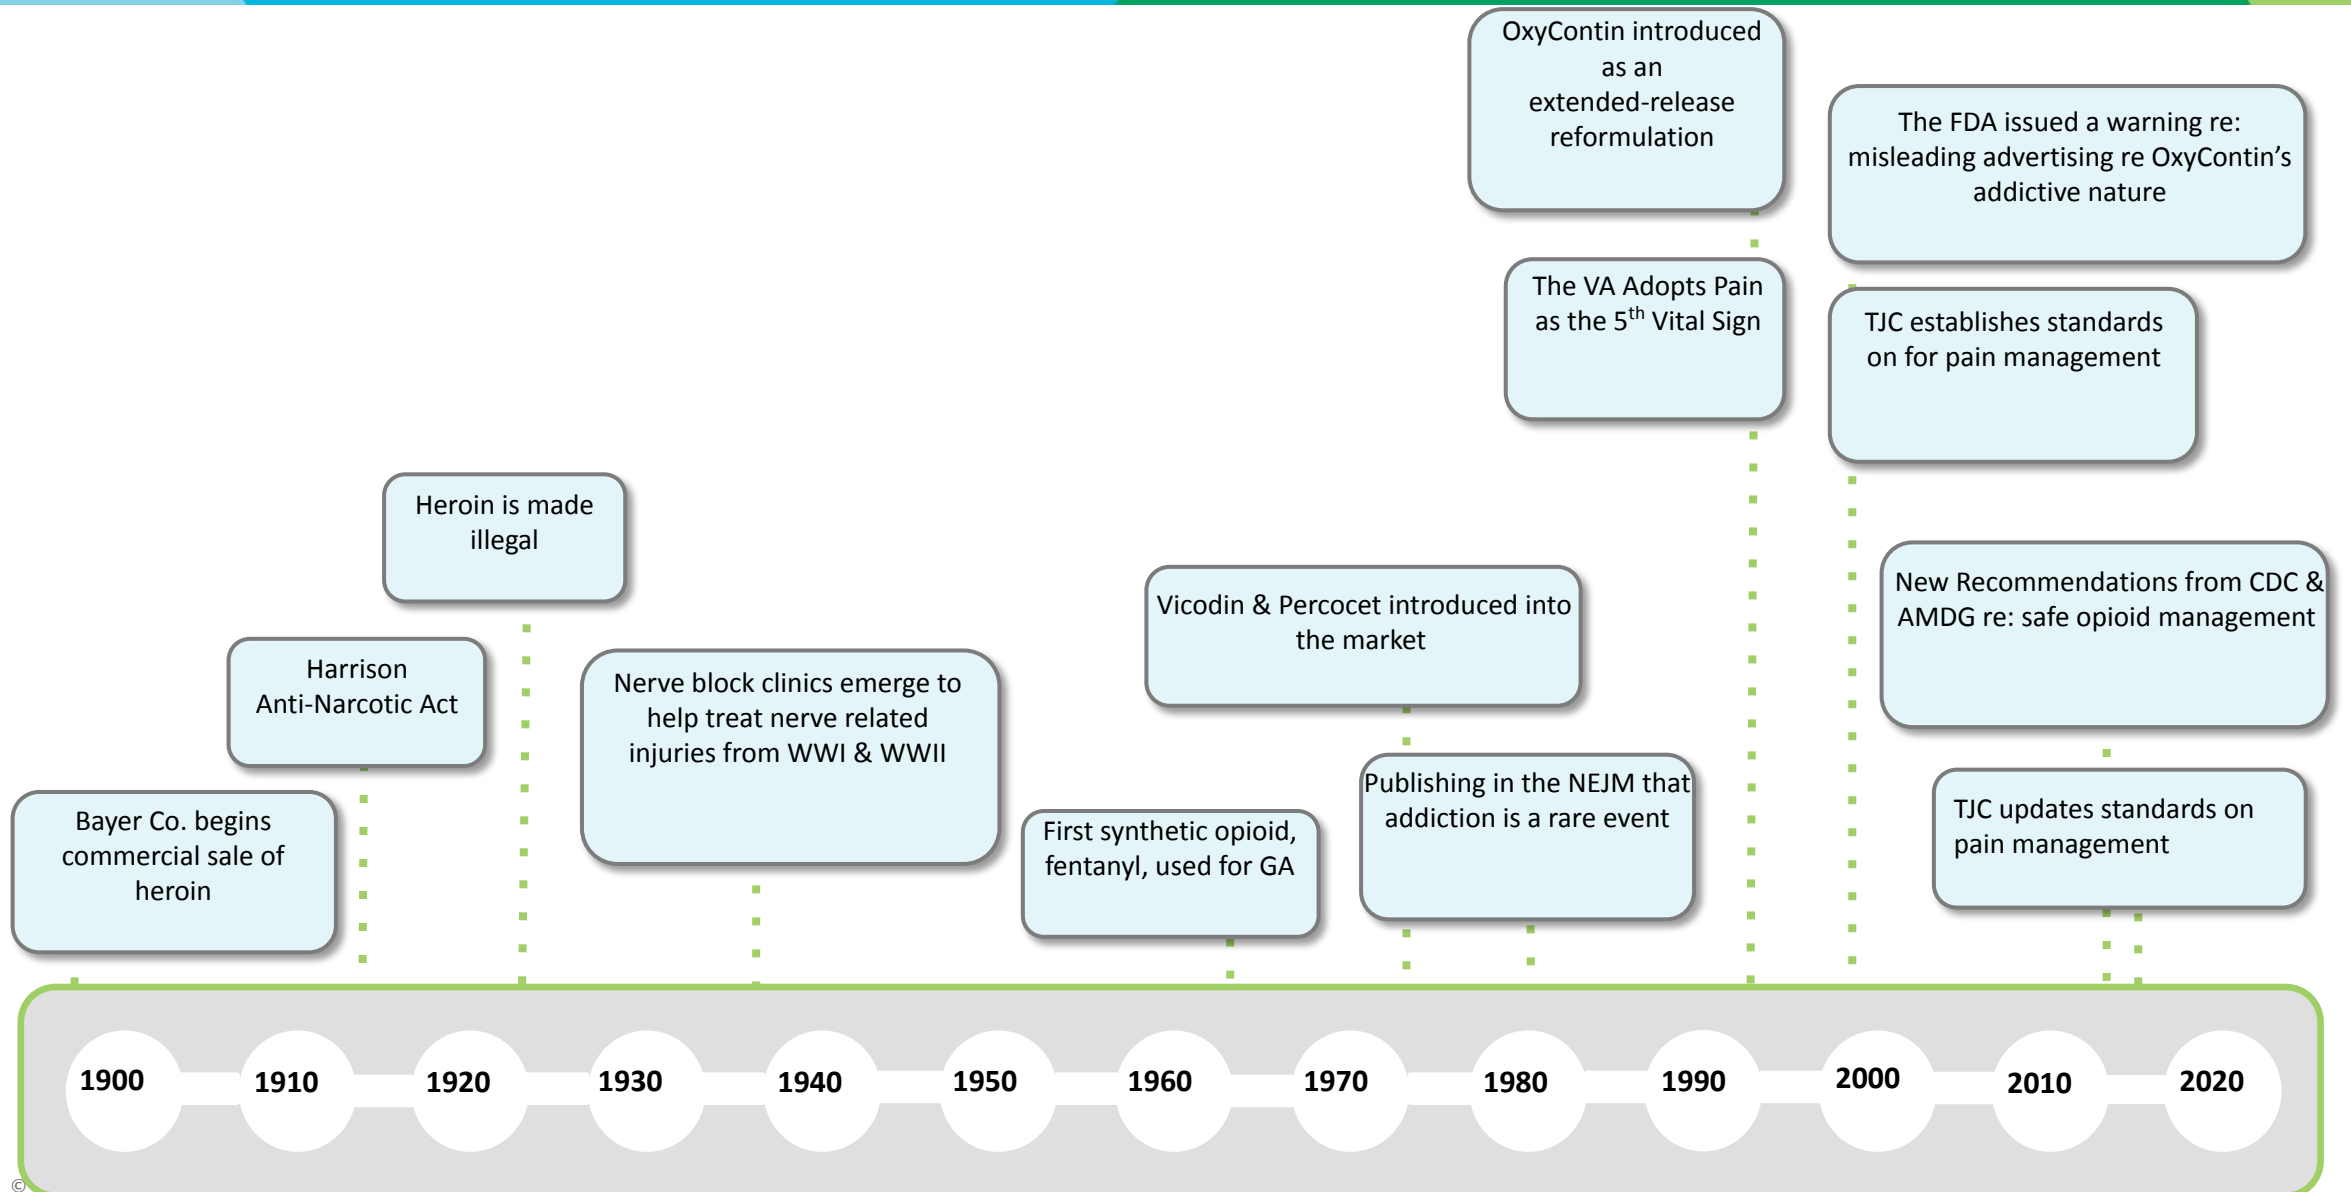 OxyContin introduced
as an
extended-release
reformulation
The FDA issued a warning re:
misleading advertising re OxyContin’s
addictive nature
The VA Adopts Pain
as the 5th Vital Sign
TJC establishes standards
on for pain management
Heroin is made
illegal
New Recommendations from CDC &
AMDG re: safe opioid management
Vicodin & Percocet introduced into
the market
Harrison
Anti-Narcotic Act
Nerve block clinics emerge to
help treat nerve related
injuries from WWI & WWII
Publishing in the NEJM that
addiction is a rare event
TJC updates standards on
pain management
Bayer Co. begins
commercial sale of
heroin
First synthetic opioid,
fentanyl, used for GA
1900 1910 1920 1930 1940 1950 1960 1970 1980 1990 2000 2010 2020
©